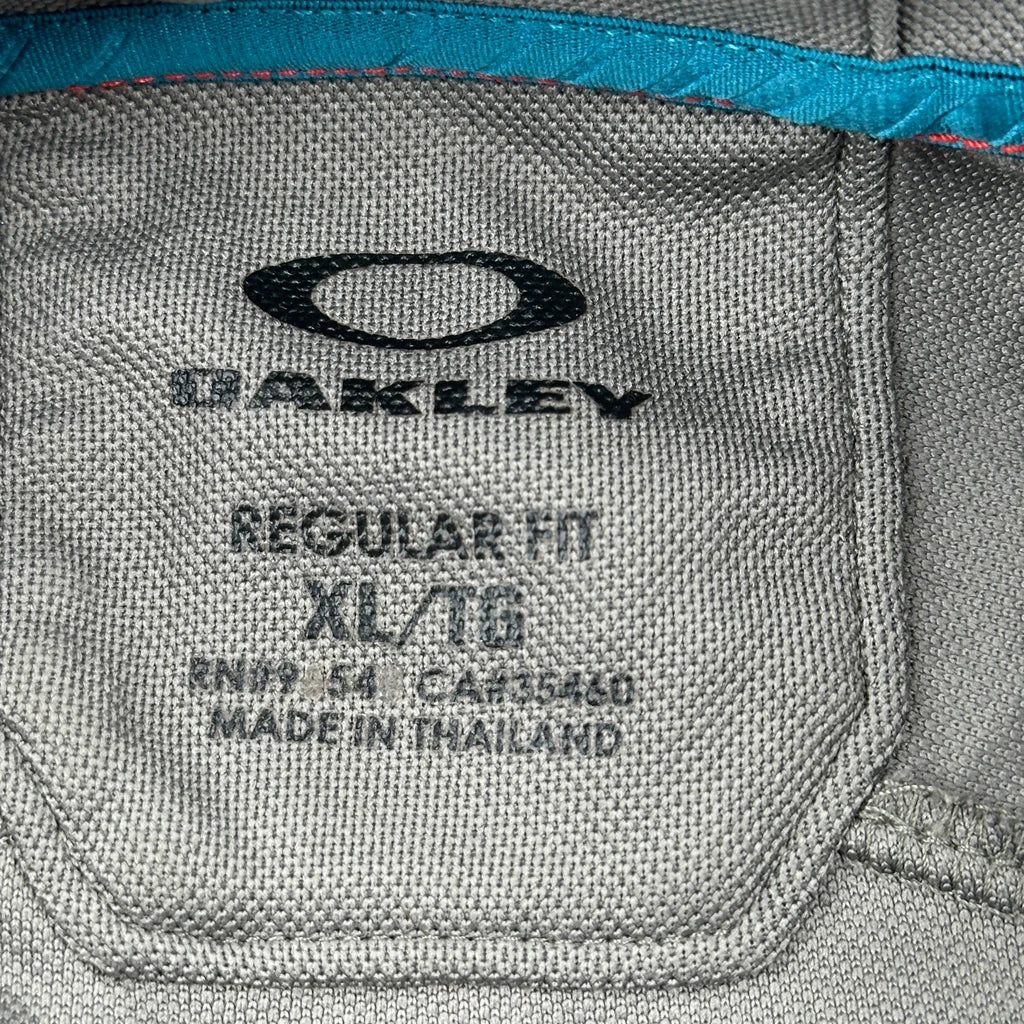 OAKLEY
REGULAR FIT
XL/TG
CA#35460
MADE IN THAILAND